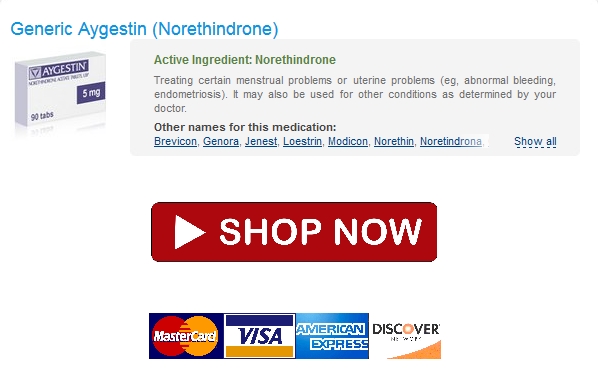 Generic Aygestin (Norethindrone)
Active Ingredient: Norethindrone
Treating certain menstrual problems or uterine problems (eg, abnormal bleeding,
endometriosis). It may also be used for other conditions as determined by your
doctor.
Other names for this medication:
Brevicon, Genora, Jenest, Loestrin, Modicon, Norethin, Noretindrona, Show all
AYGESTIN
NORETHINDRONE ACETATE TABLETS, USP
5 mg
90 tabs
SHOP NOW
MasterCard VISA AMERICAN EXPRESS DISCOVER NETWORK